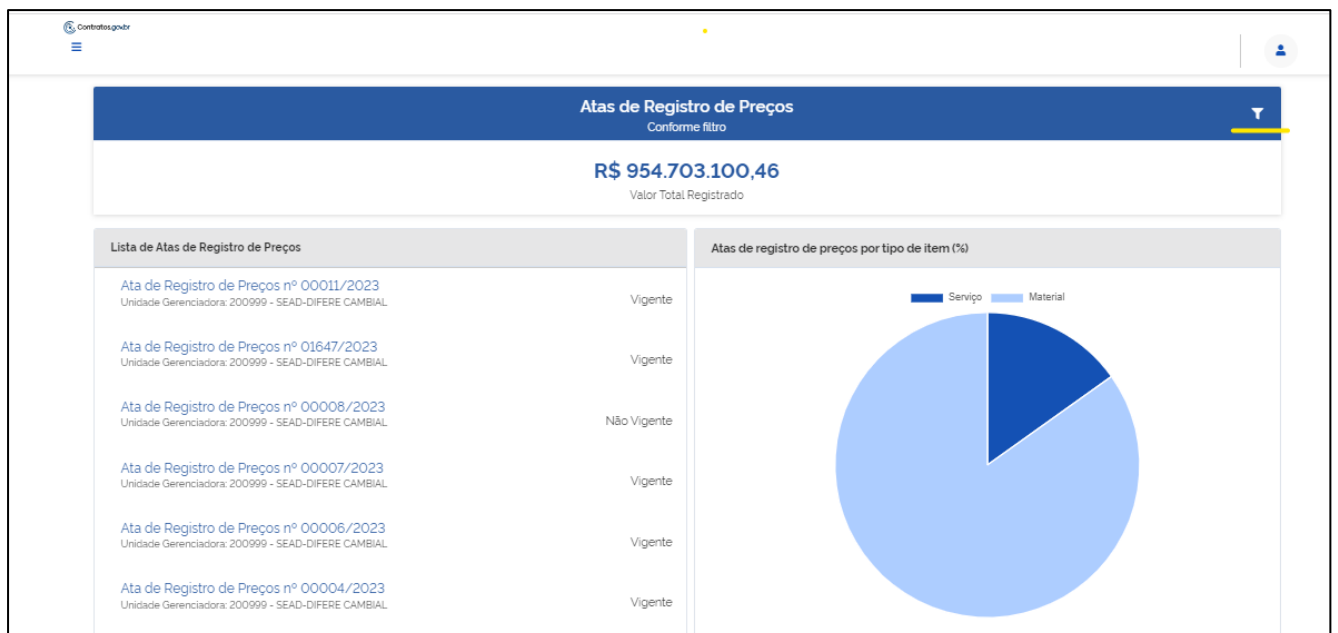 Contratos.gov.br
Atas de Registro de Preços
Conforme filtro
R$ 954.703.100,46
Valor Total Registrado
Lista de Atas de Registro de Preços
Ata de Registro de Preços nº 00011/2023
Unidade Gerenciadora: 200999 - SEAD-DIFERE CAMBIAL
Vigente
Ata de Registro de Preços nº 01647/2023
Unidade Gerenciadora: 200999 - SEAD-DIFERE CAMBIAL
Vigente
Ata de Registro de Preços nº 00008/2023
Unidade Gerenciadora: 200999 - SEAD-DIFERE CAMBIAL
Não Vigente
Ata de Registro de Preços nº 00007/2023
Unidade Gerenciadora: 200999 - SEAD-DIFERE CAMBIAL
Vigente
Ata de Registro de Preços nº 00006/2023
Unidade Gerenciadora: 200999 - SEAD-DIFERE CAMBIAL
Vigente
Ata de Registro de Preços nº 00004/2023
Unidade Gerenciadora: 200999 - SEAD-DIFERE CAMBIAL
Vigente
Atas de registro de preços por tipo de item (%)
Serviço
Material